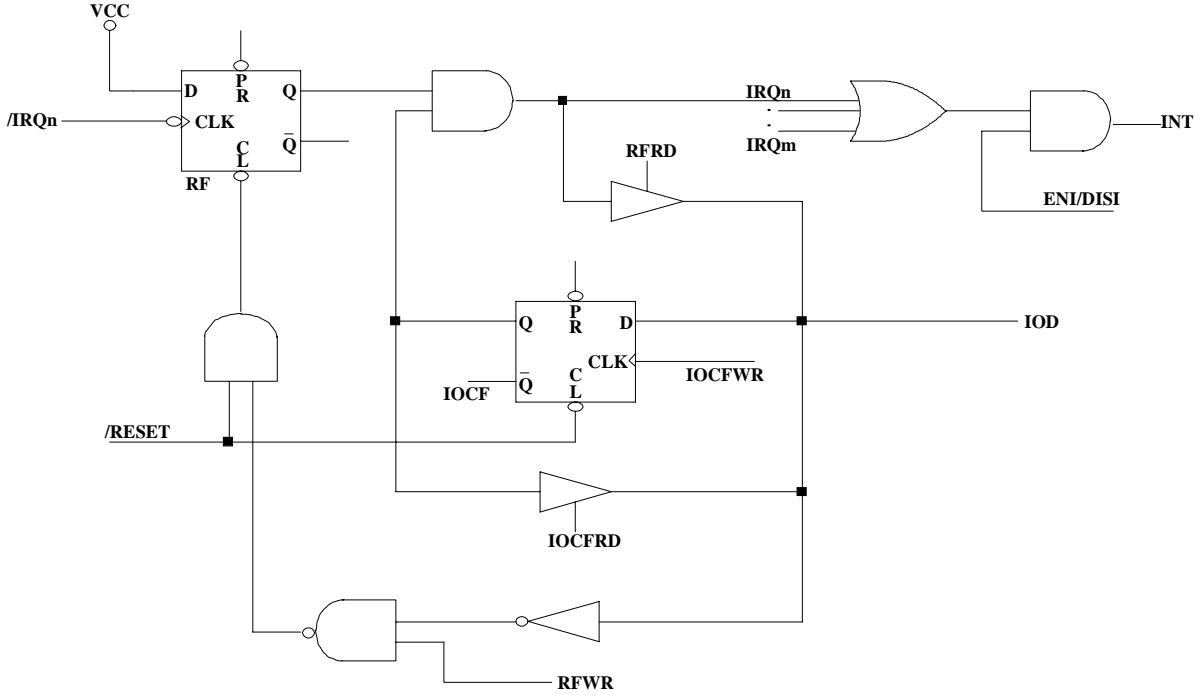 VCC
D
P
R
Q
/IRQn
CLK
Q̅
C
L
RF
IRQn
:
IRQm
INT
RFRD
ENI/DISI
Q
P
R
D
IOD
CLK
IOCFWR
Q̅
C
L
IOCF
/RESET
IOCFRD
RFWR